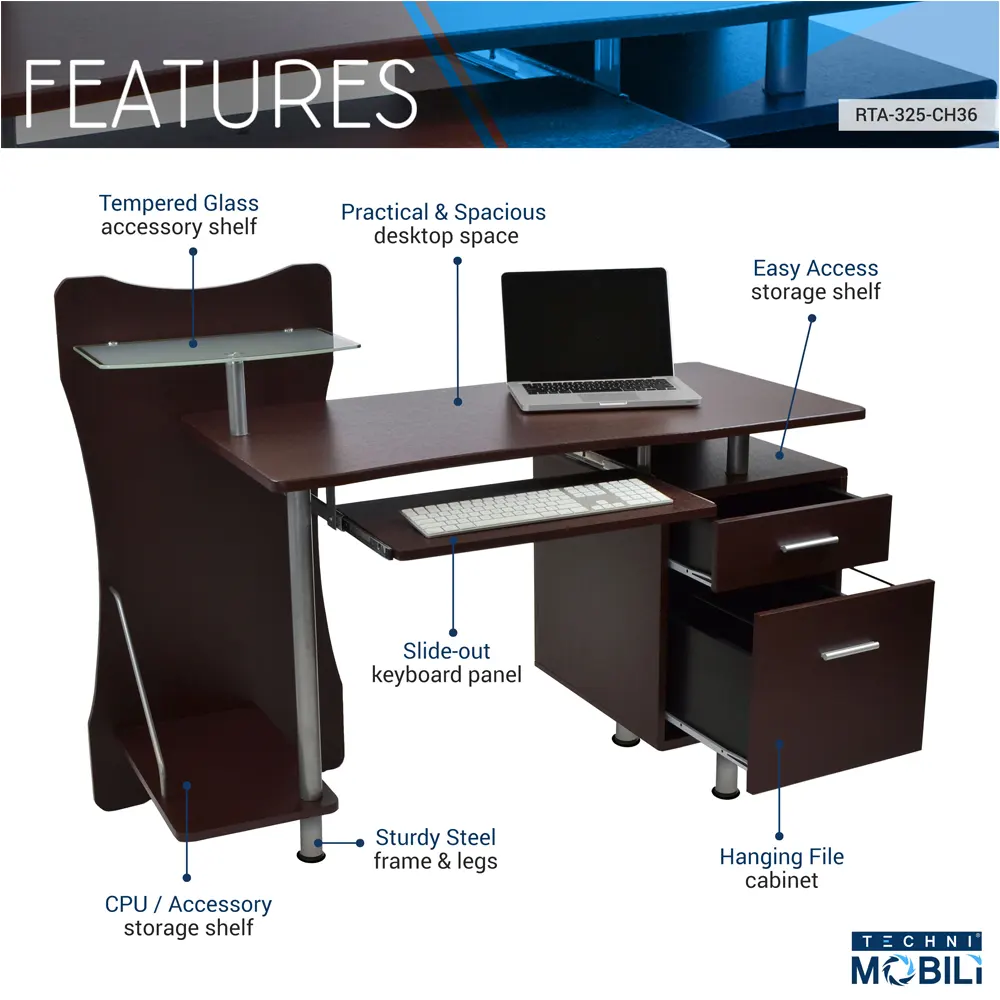 FEATURES
RTA-325-CH36
Tempered Glass
accessory shelf
Practical & Spacious
desktop space
Easy Access
storage shelf
Slide-out
keyboard panel
Sturdy Steel
frame & legs
Hanging File
cabinet
CPU / Accessory
storage shelf
TECHNI®
MOBILI